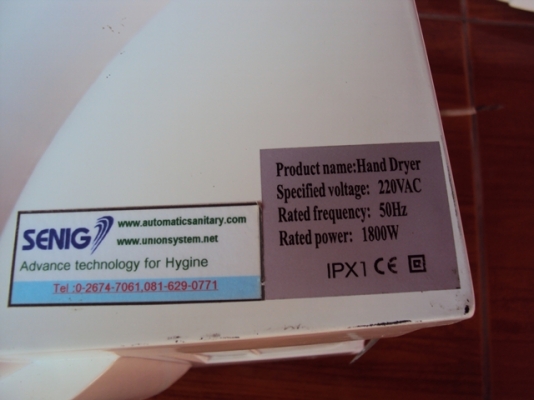 SENIG
www.automaticsanitary.com
www.unionsystem.net
Advance technology for Hygine
Tel :0-2674-7061,081-629-0771
Product name:Hand Dryer
Specified voltage: 220VAC
Rated frequency: 50Hz
Rated power: 1800W
IPX1 CE